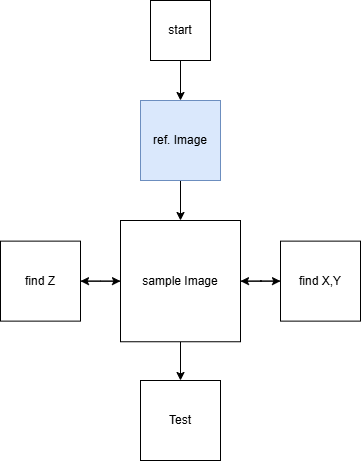 start
ref. Image
find Z
sample Image
find X,Y
Test